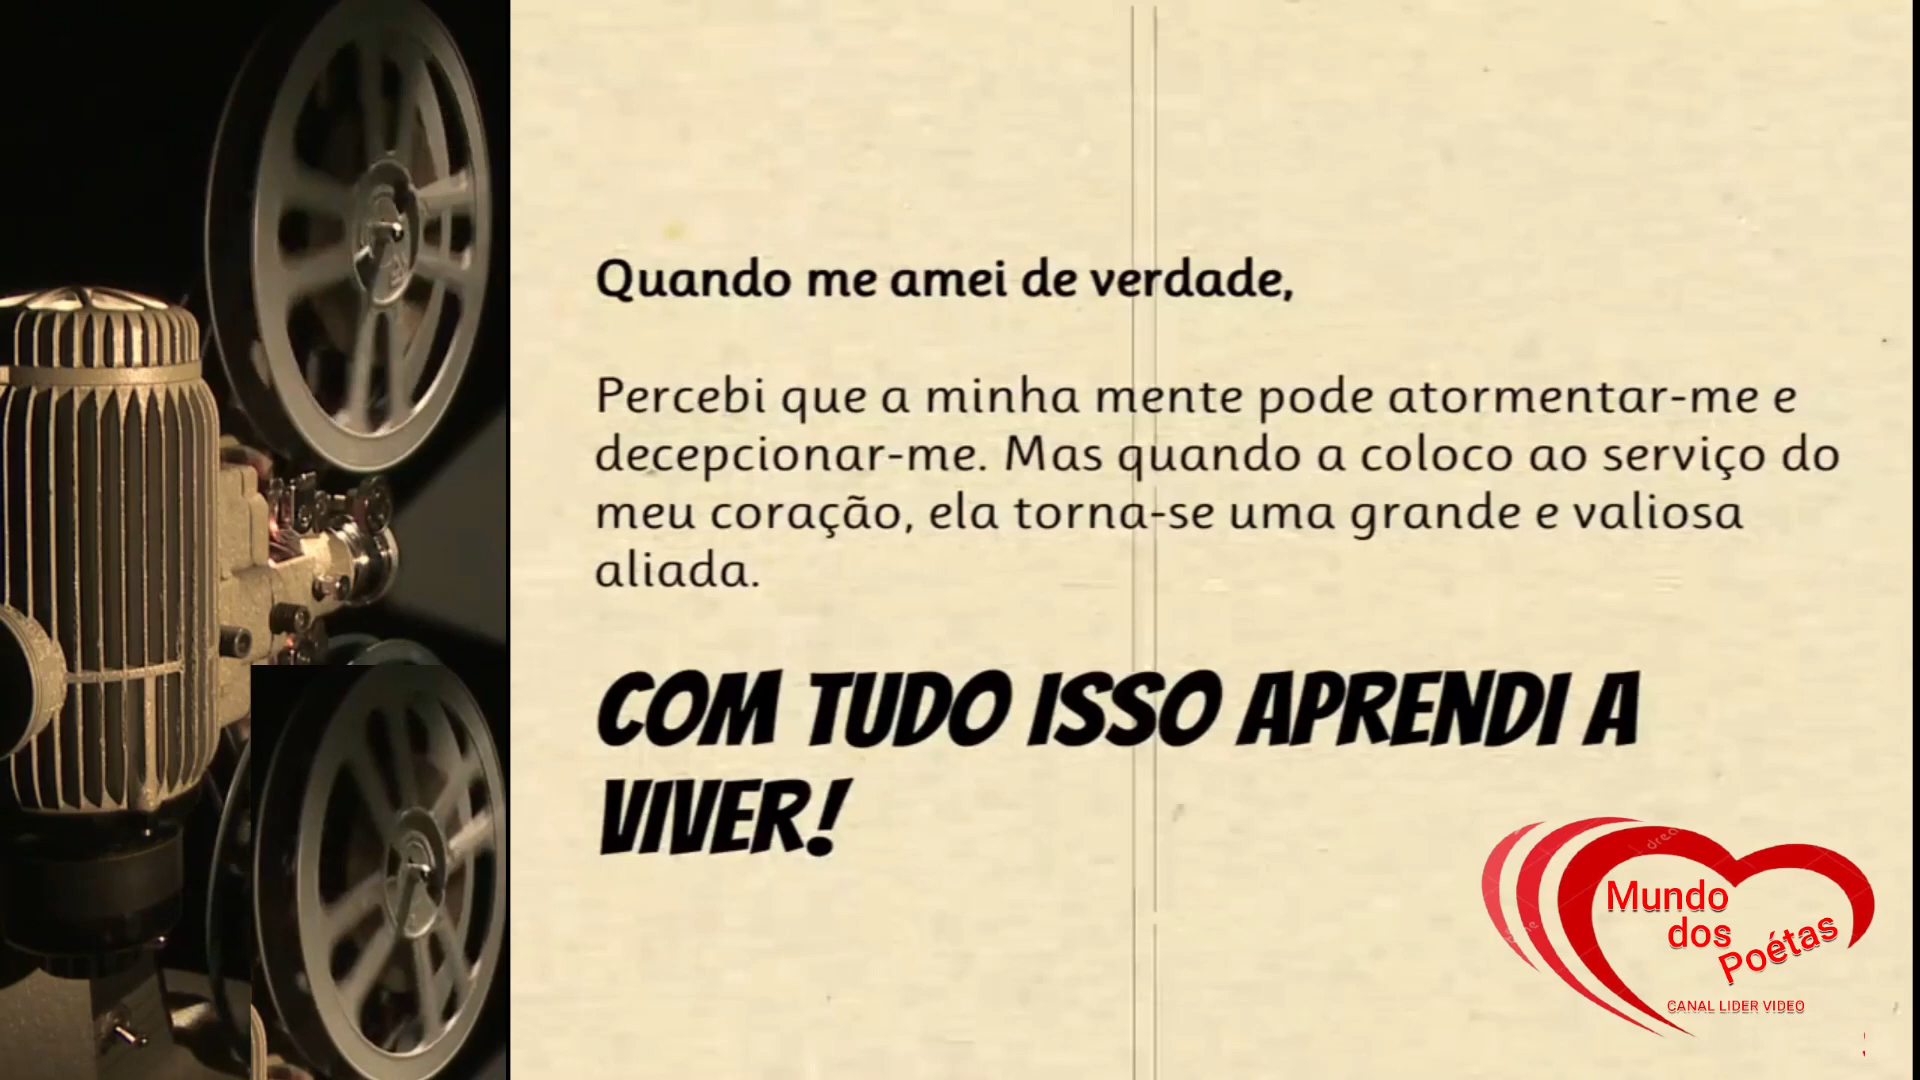 Quando me amei de verdade,
Percebi que a minha mente pode atormentar-me e
decepcionar-me. Mas quando a coloco ao serviço do
meu coração, ela torna-se uma grande e valiosa
aliada.
COM TUDO ISSO APRENDI A
VIVER!
Mundo
dos
Poétas
CANAL LIDER VIDEO